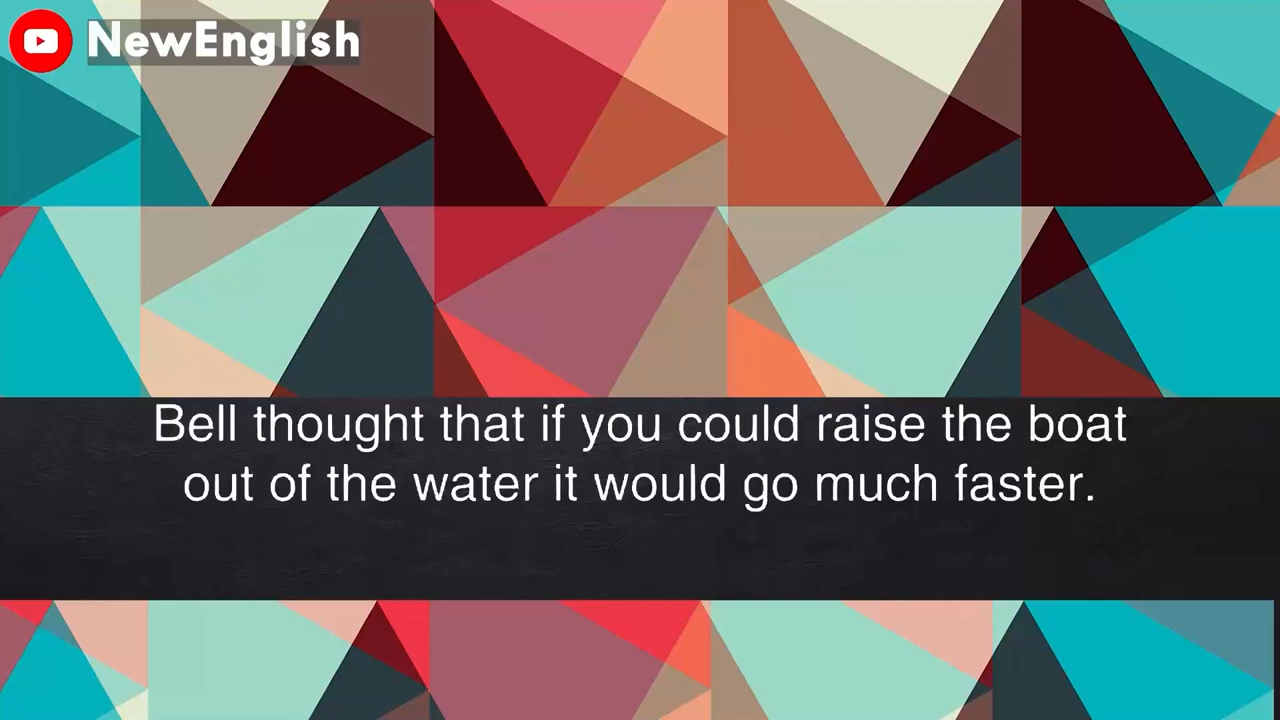 NewEnglish
Bell thought that if you could raise the boat
out of the water it would go much faster.